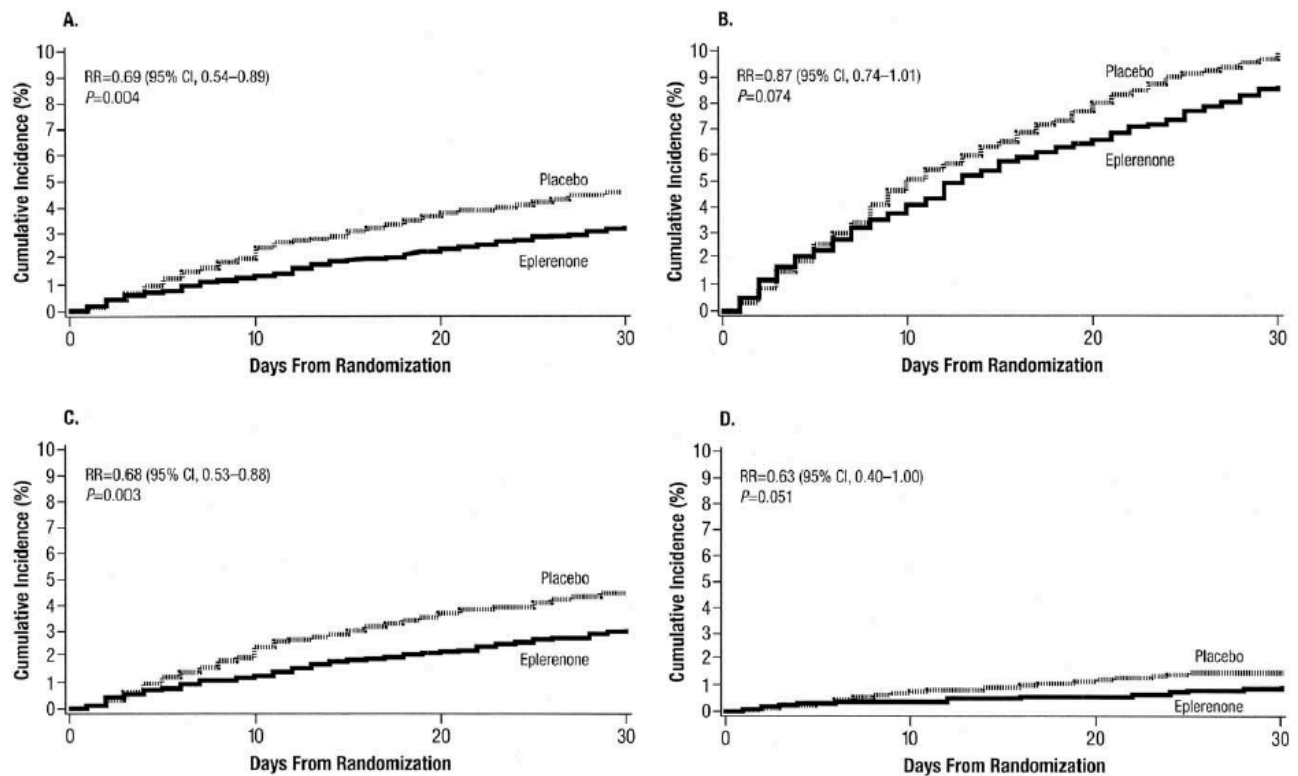 A.
Cumulative Incidence (%)
10
9
8
7
6
5
4
3
2
1
0
RR=0.69 (95% CI, 0.54–0.89)
P=0.004
Placebo
Eplerenone
0 10 20 30
Days From Randomization
B.
Cumulative Incidence (%)
10
9
8
7
6
5
4
3
2
1
0
RR=0.87 (95% CI, 0.74–1.01)
P=0.074
Placebo
Eplerenone
0 10 20 30
Days From Randomization
C.
Cumulative Incidence (%)
10
9
8
7
6
5
4
3
2
1
0
RR=0.68 (95% CI, 0.53–0.88)
P=0.003
Placebo
Eplerenone
0 10 20 30
Days From Randomization
D.
Cumulative Incidence (%)
10
9
8
7
6
5
4
3
2
1
0
RR=0.63 (95% CI, 0.40–1.00)
P=0.051
Placebo
Eplerenone
0 10 20 30
Days From Randomization